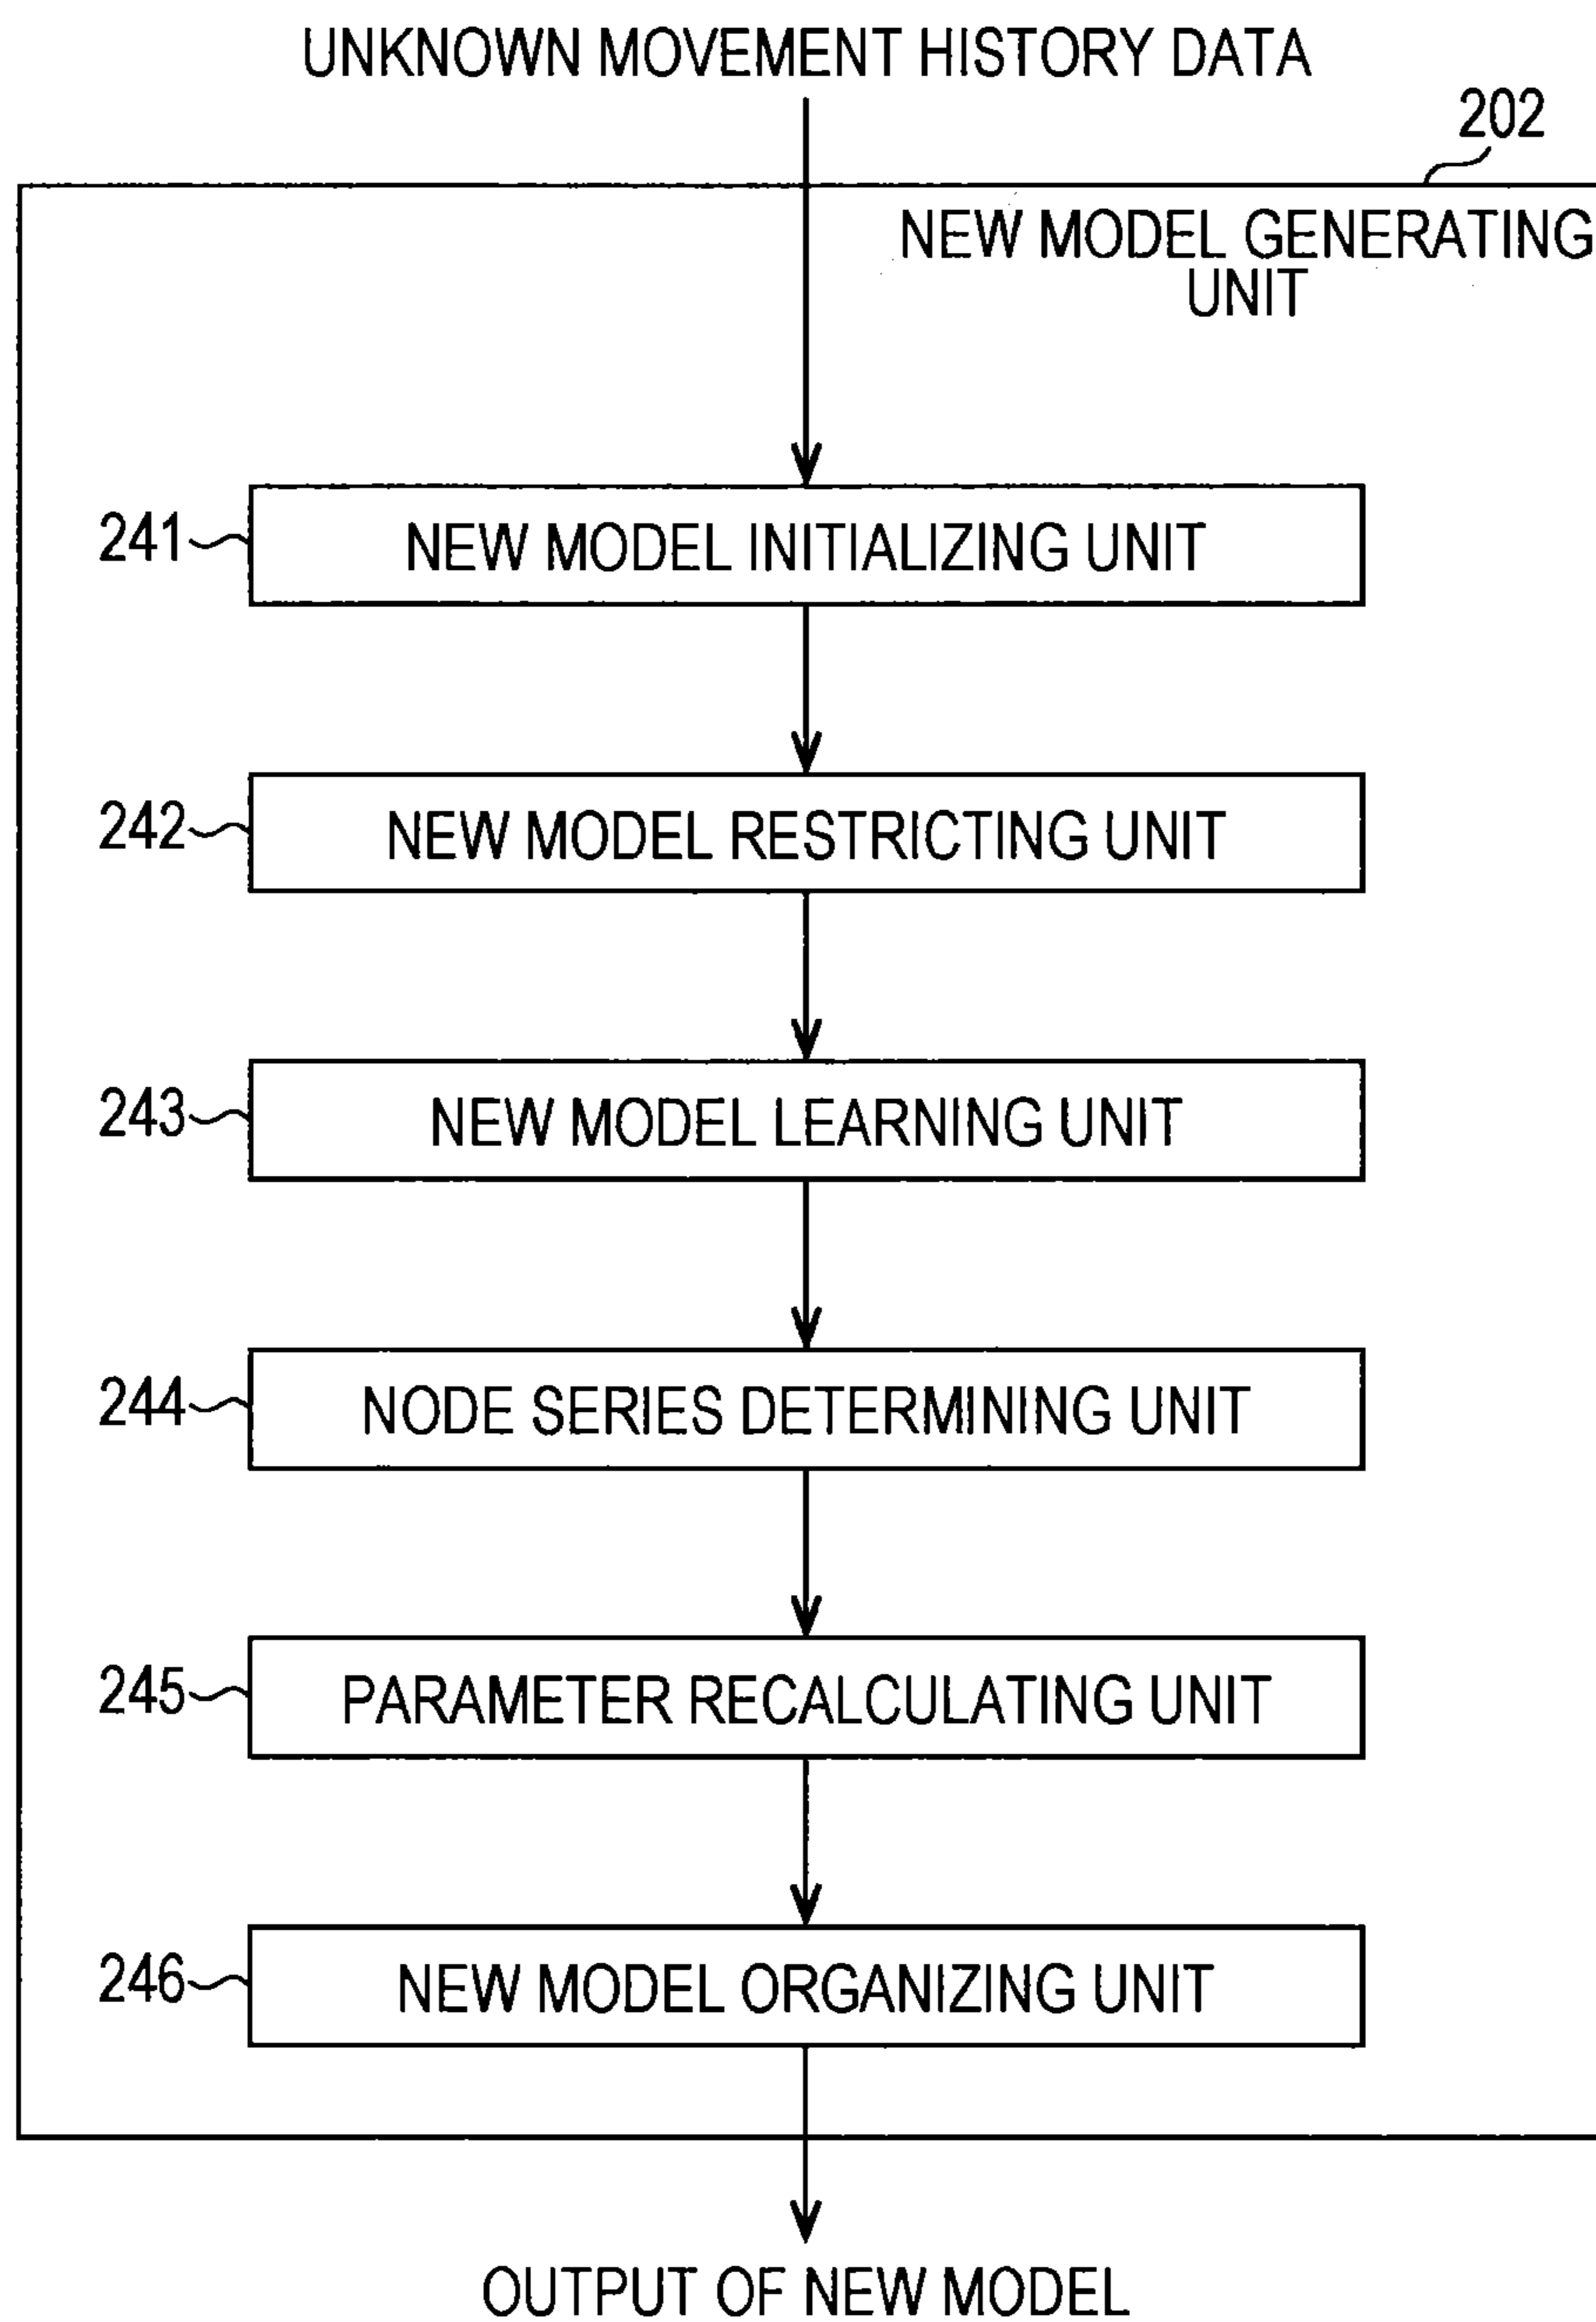 UNKNOWN MOVEMENT HISTORY DATA
202
NEW MODEL GENERATING
UNIT
241
NEW MODEL INITIALIZING UNIT
242
NEW MODEL RESTRICTING UNIT
243
NEW MODEL LEARNING UNIT
244
NODE SERIES DETERMINING UNIT
245
PARAMETER RECALCULATING UNIT
246
NEW MODEL ORGANIZING UNIT
OUTPUT OF NEW MODEL